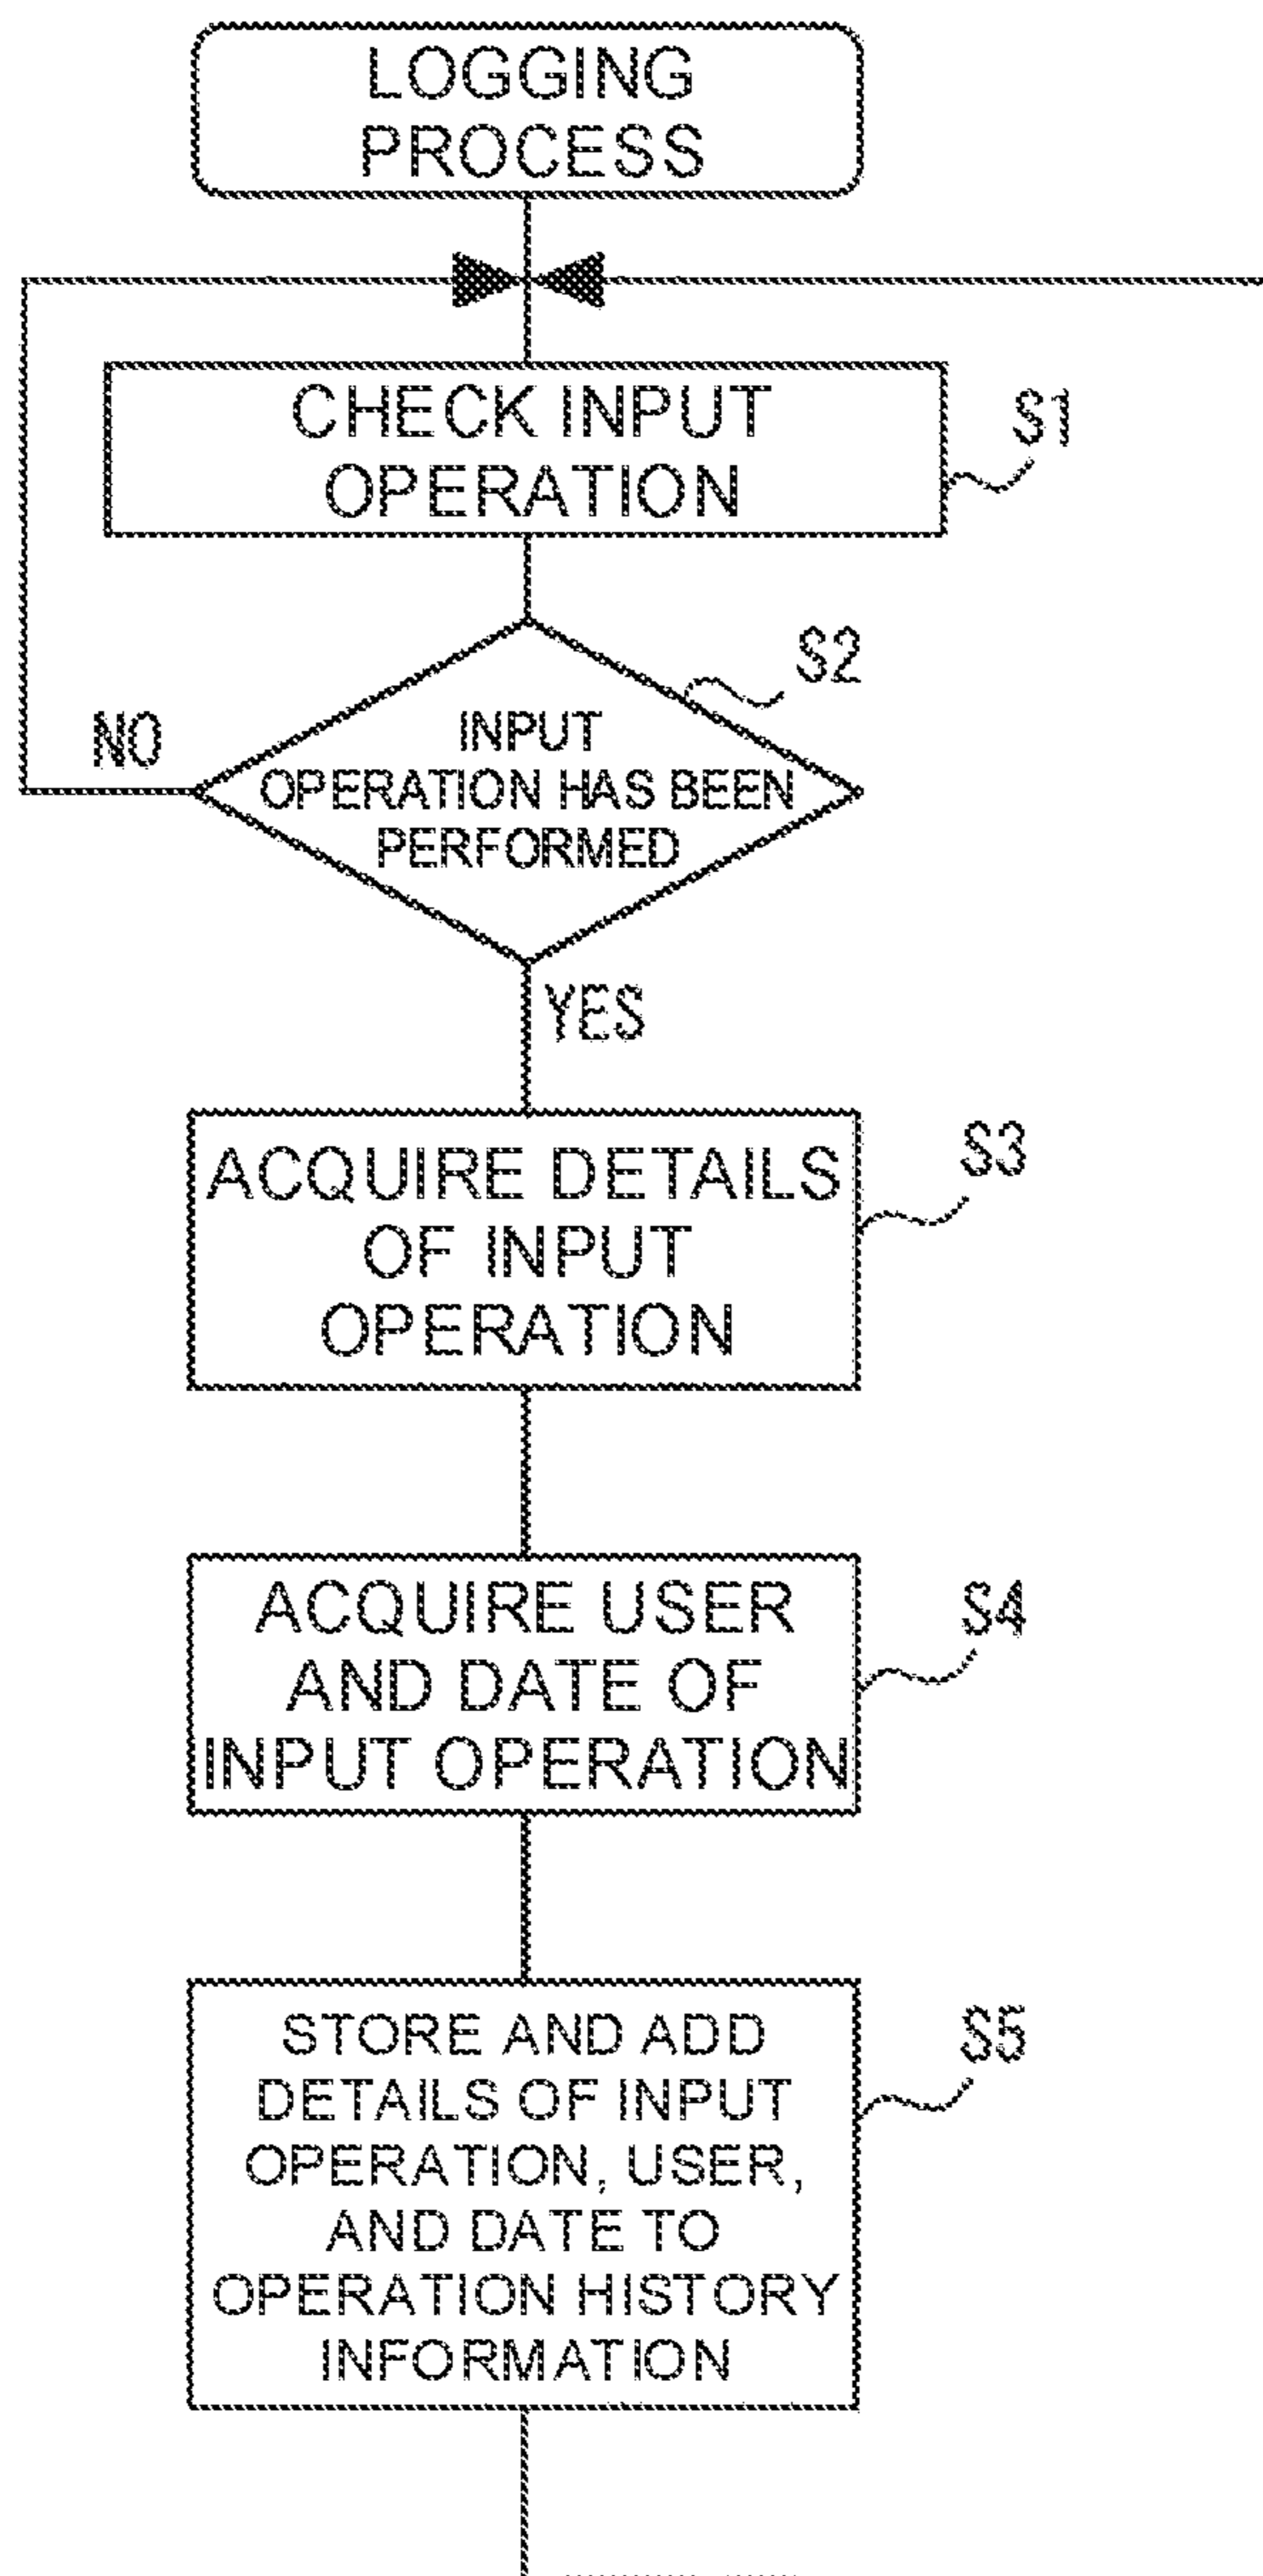 LOGGING
PROCESS
CHECK INPUT
OPERATION
S1
S2
NO
INPUT
OPERATION HAS BEEN
PERFORMED
YES
ACQUIRE DETAILS
OF INPUT
OPERATION
S3
ACQUIRE USER
AND DATE OF
INPUT OPERATION
S4
STORE AND ADD
DETAILS OF INPUT
OPERATION, USER,
AND DATE TO
OPERATION HISTORY
INFORMATION
S5